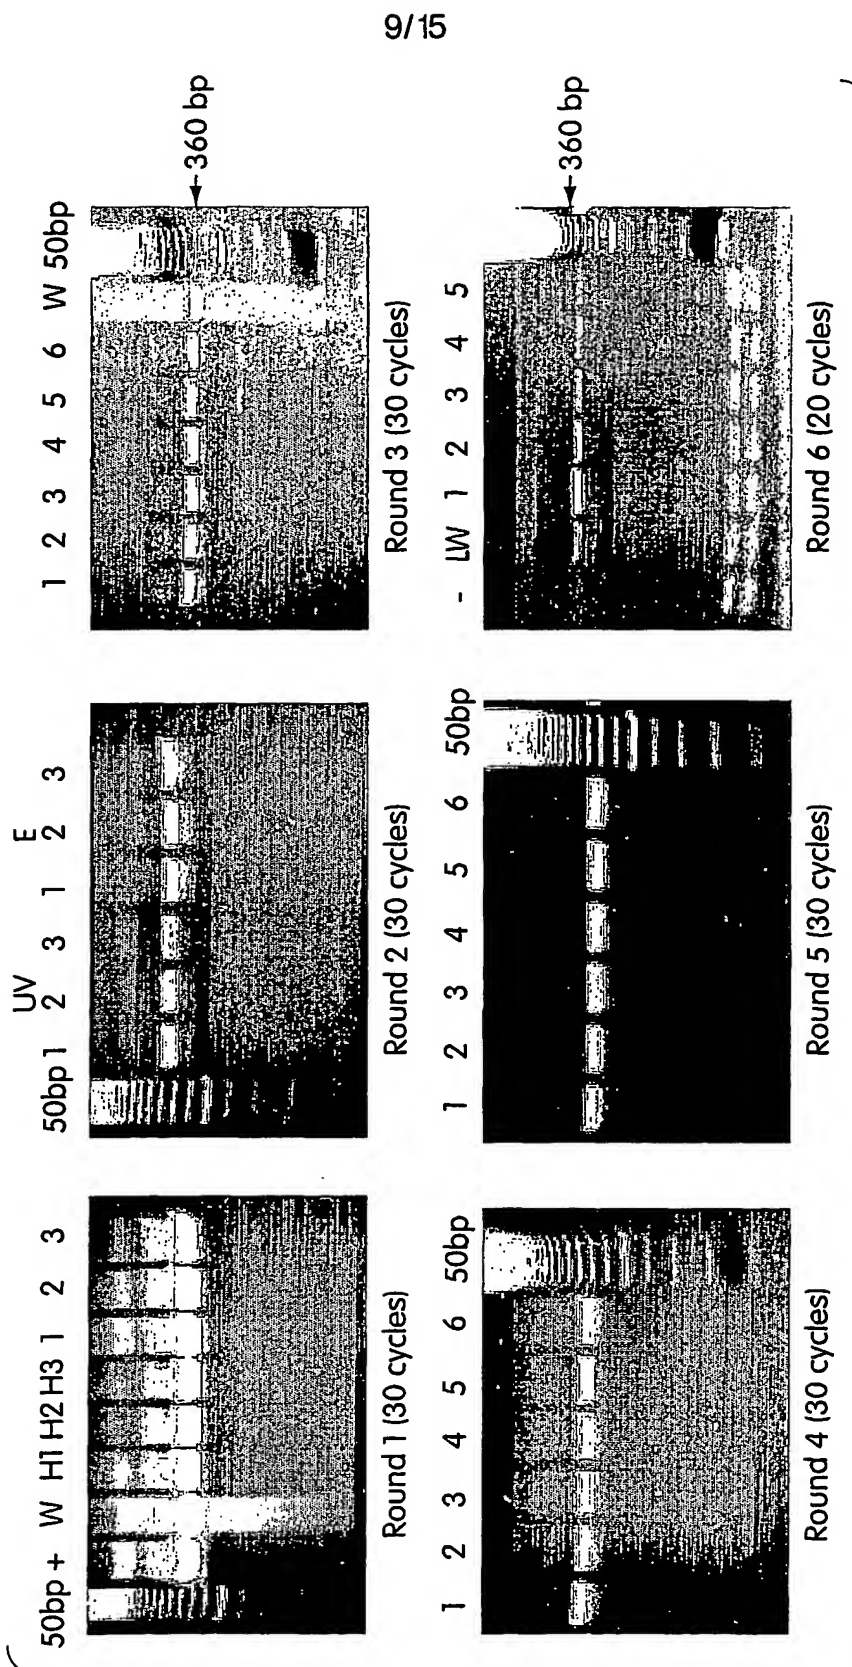 9/15
50bp + W H1 H2 H3 1 2 3
Round 1 (30 cycles)
UV E
50bp 1 2 3 1 2 3
Round 2 (30 cycles)
1 2 3 4 5 6 W 50bp
360 bp
Round 3 (30 cycles)
1 2 3 4 5 6 50bp
Round 4 (30 cycles)
1 2 3 4 5 6 50bp
Round 5 (30 cycles)
- LW 1 2 3 4 5
360 bp
Round 6 (20 cycles)